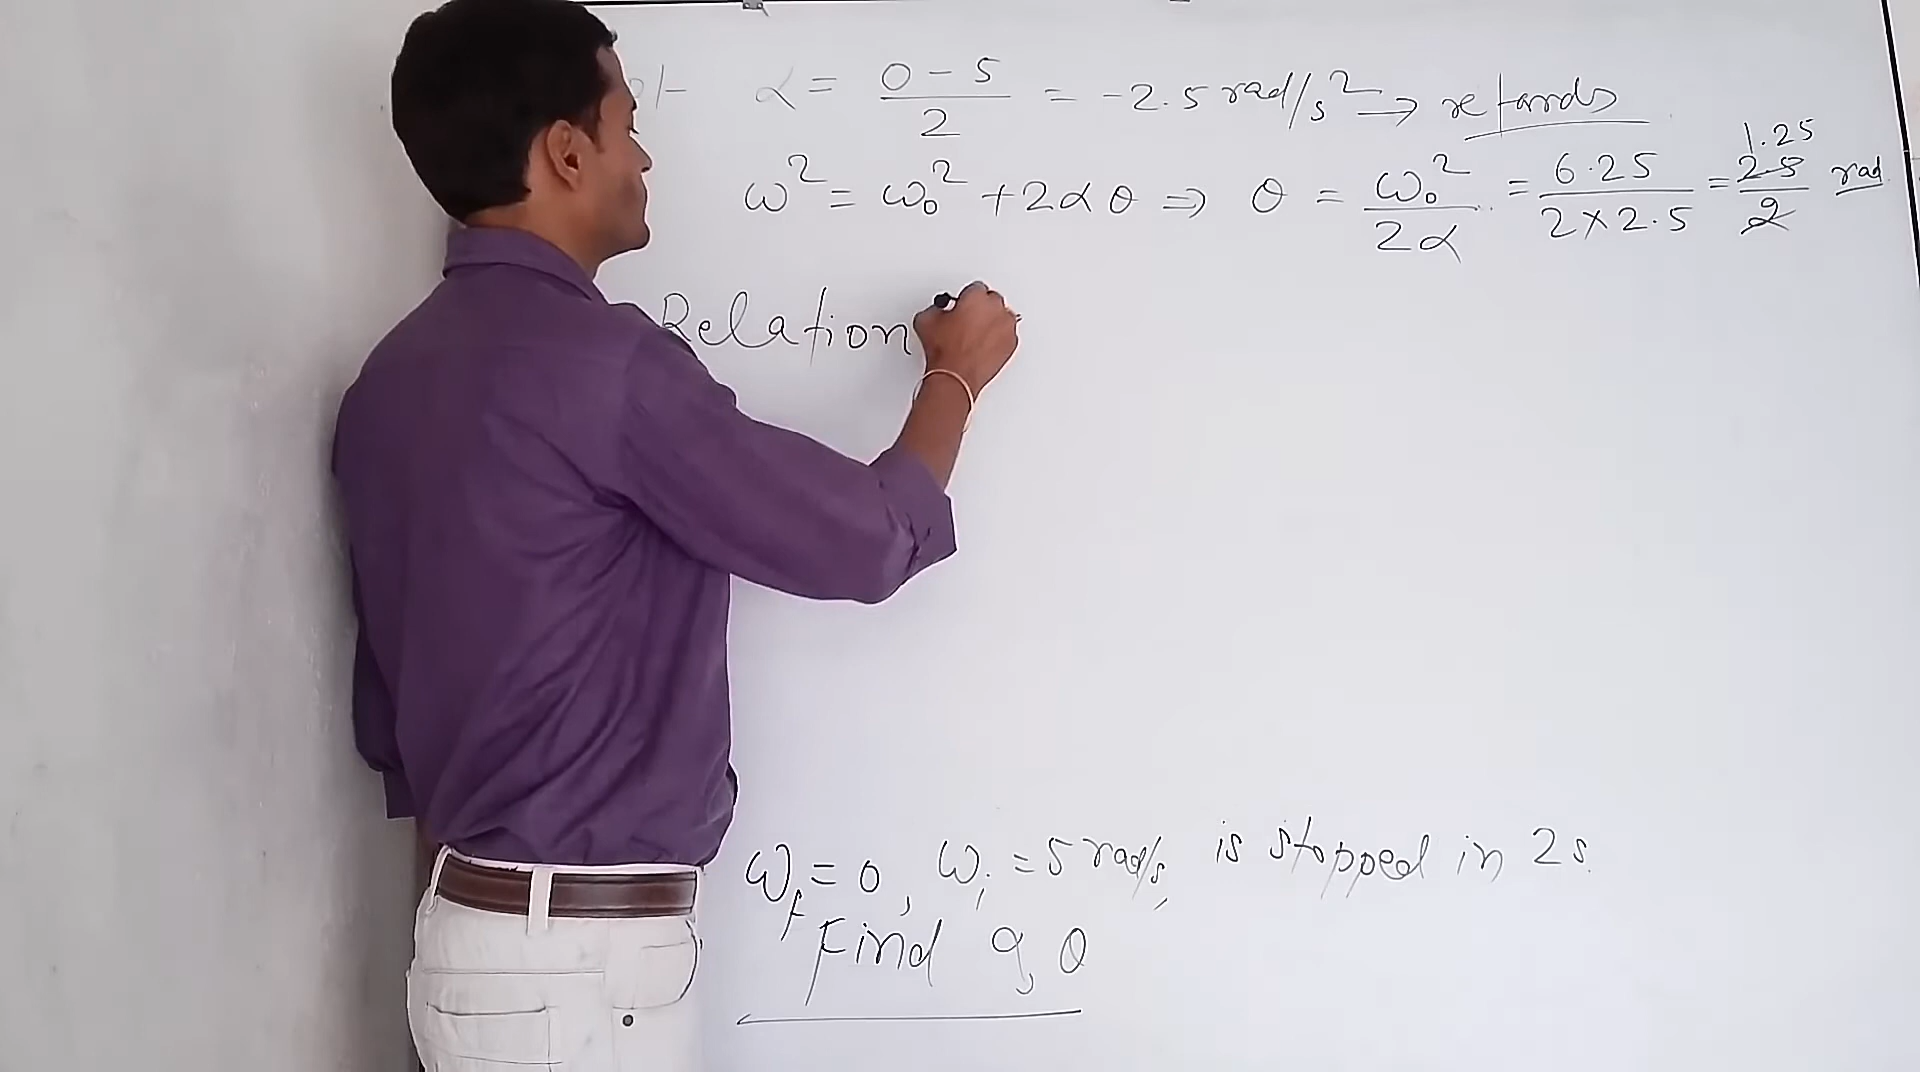 α = 0 - 5 / 2 = -2.5 rad/s² → retards
ω² = ω₀² + 2αθ ⇒ θ = ω₀² / 2α = 6.25 / 2×2.5 = 2.5 / 2 1.25 rad
Relation
ω_f = 0, ω_i = 5 rad/s, is stopped in 2s.
Find α, θ